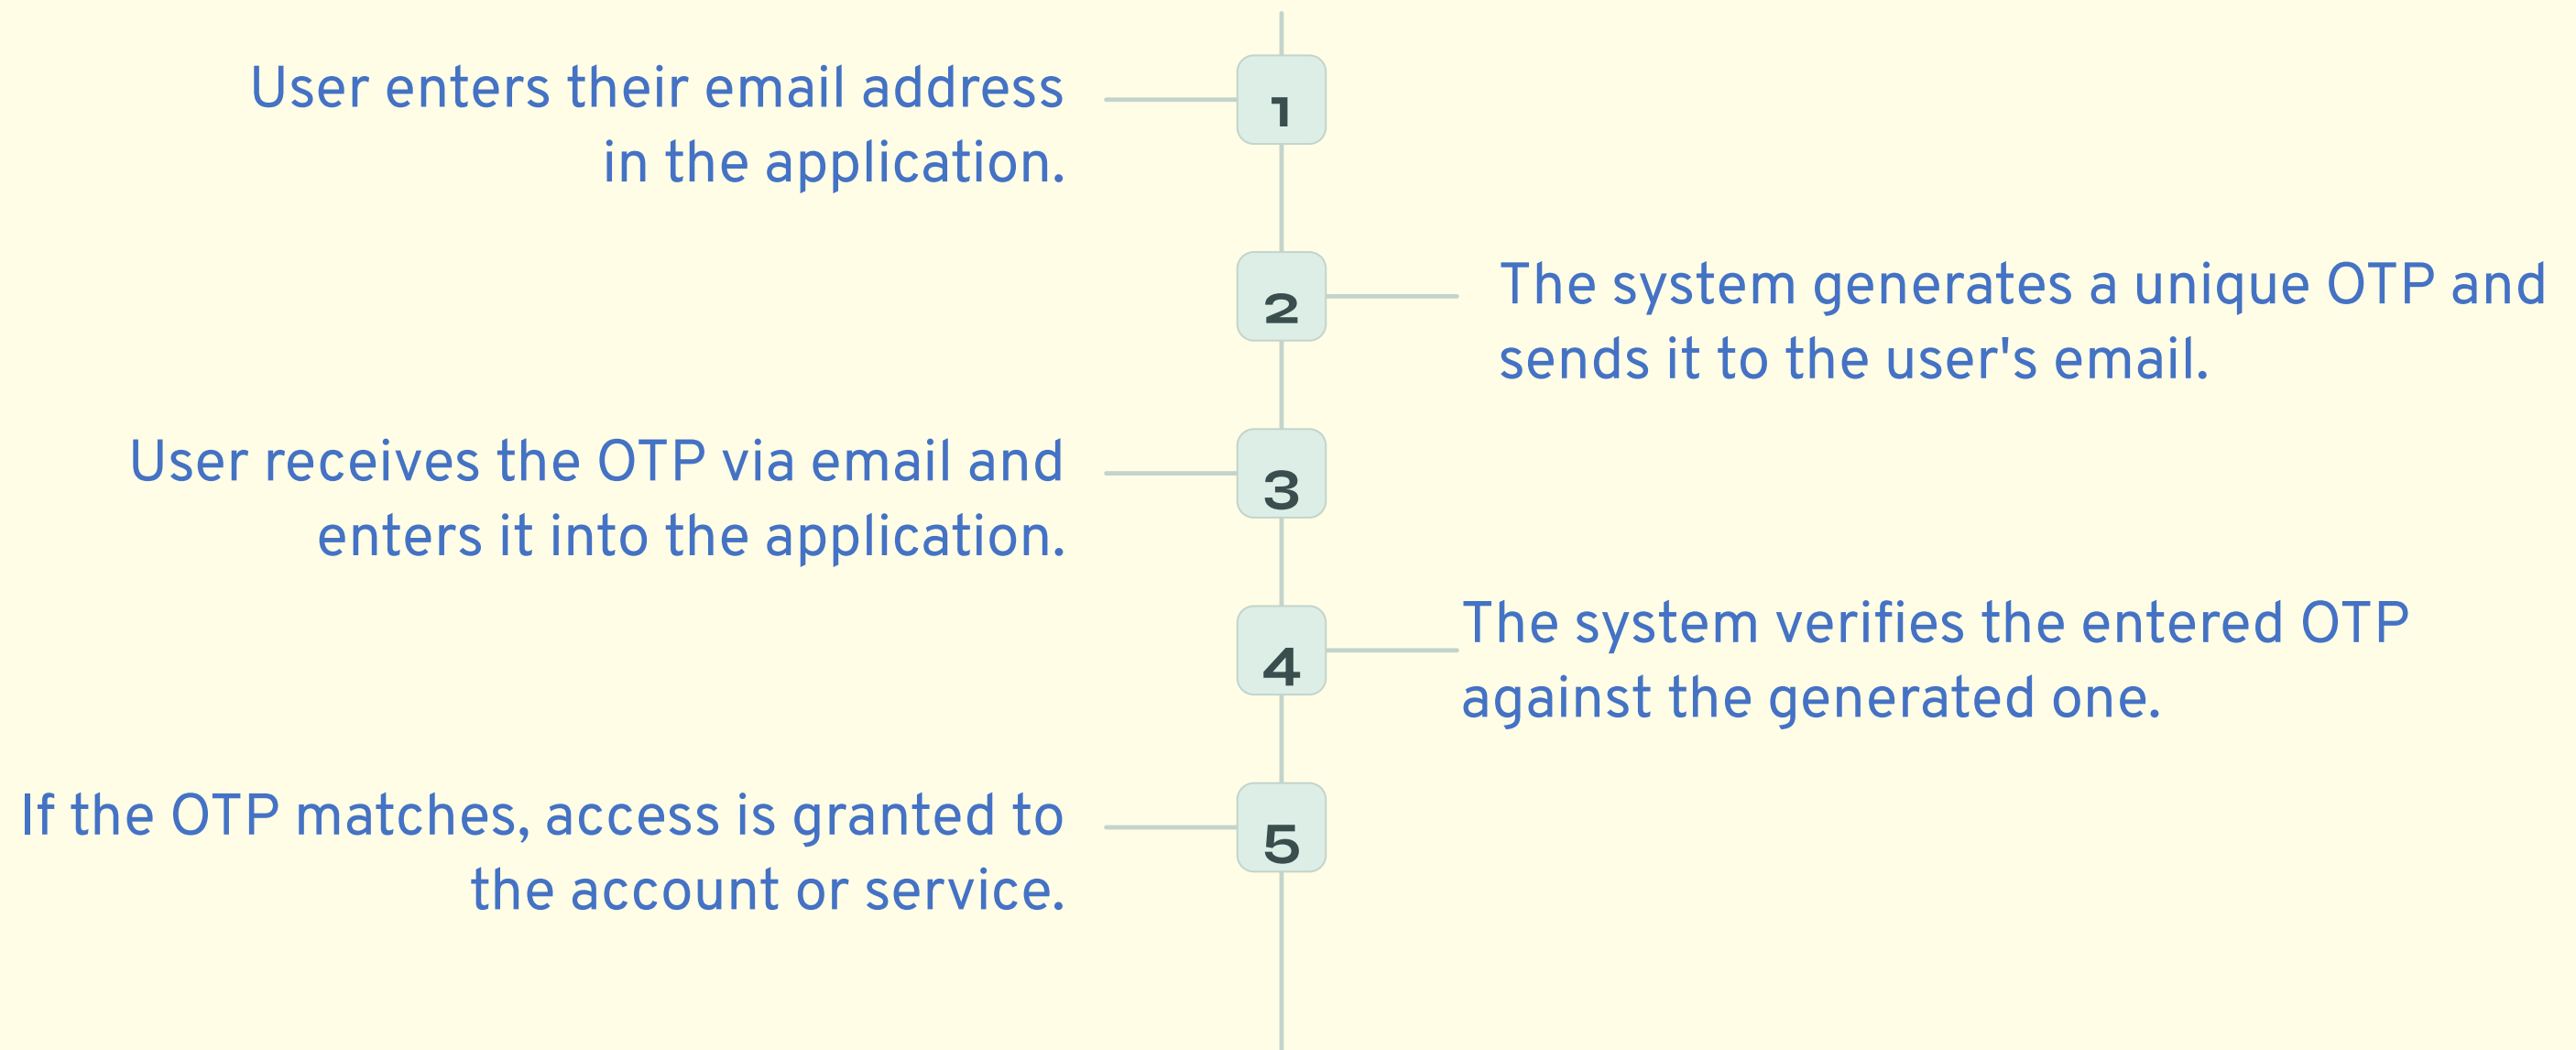 User enters their email address
in the application.
1
2
The system generates a unique OTP and
sends it to the user's email.
User receives the OTP via email and
enters it into the application.
3
4
The system verifies the entered OTP
against the generated one.
If the OTP matches, access is granted to
the account or service.
5